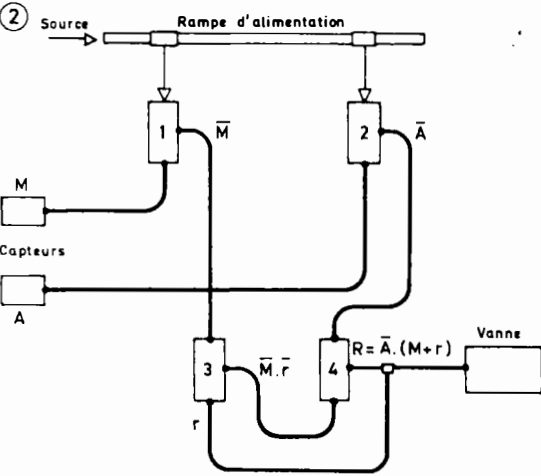 2
Source
Rampe d'alimentation
1
M̅
2
A̅
M
Capteurs
A
3
M̅.r̅
4
R = A̅.(M+r)
Vanne
r